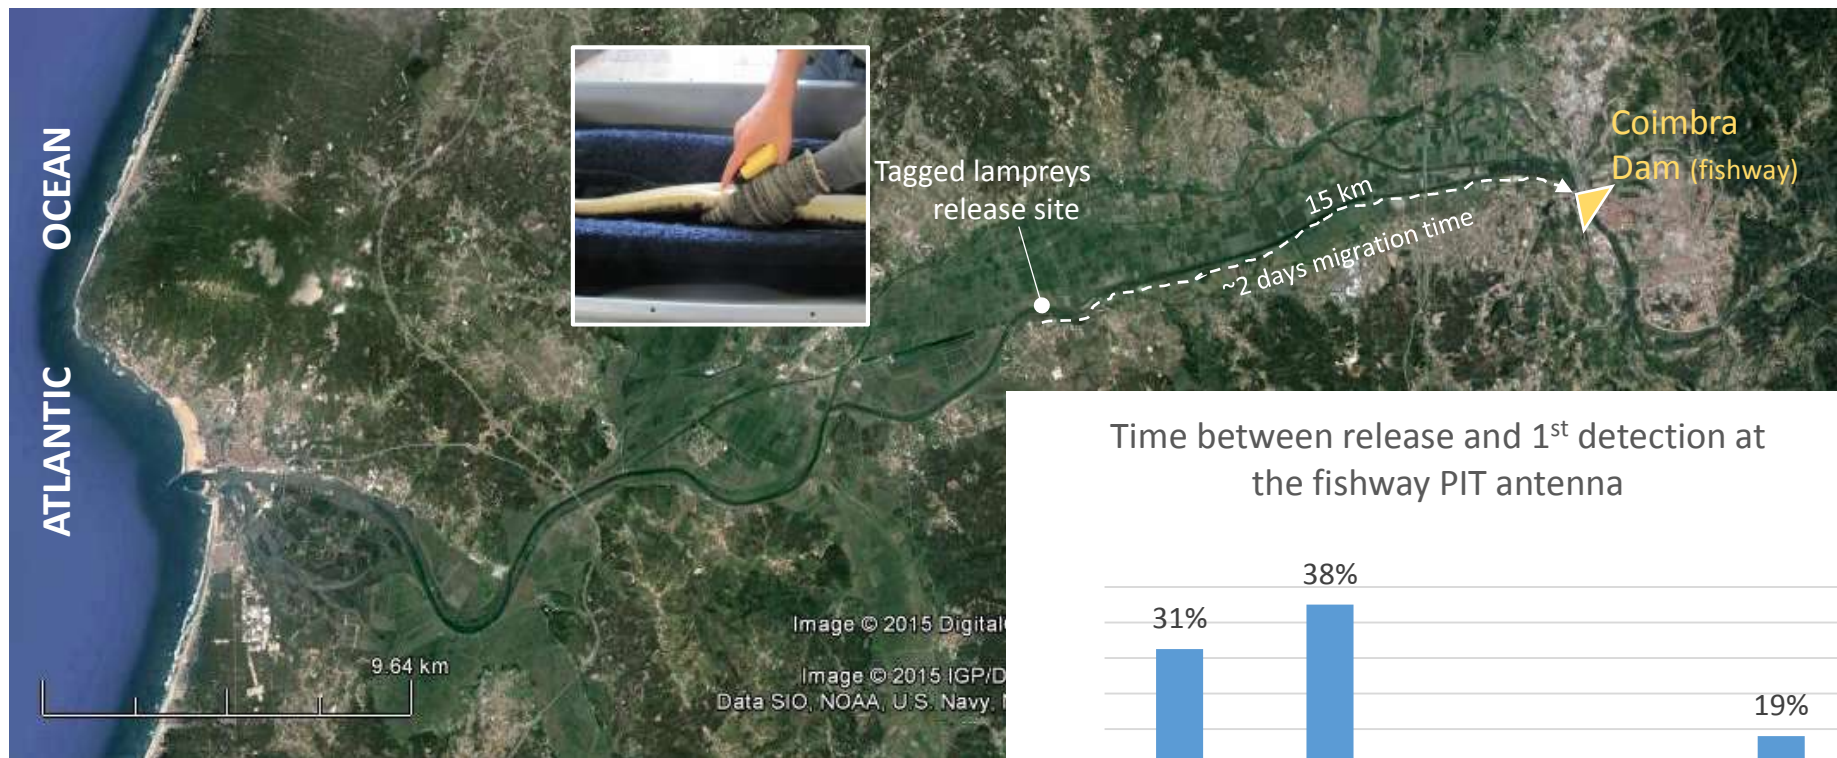 ATLANTIC OCEAN
Tagged lampreys
release site
15 km
~2 days migration time
Coimbra
Dam (fishway)
Time between release and 1st detection at
the fishway PIT antenna
31%
38%
19%
9.64 km
Image © 2015 Digital
Image © 2015 IGP/D
Data SIO, NOAA, U.S. Navy,